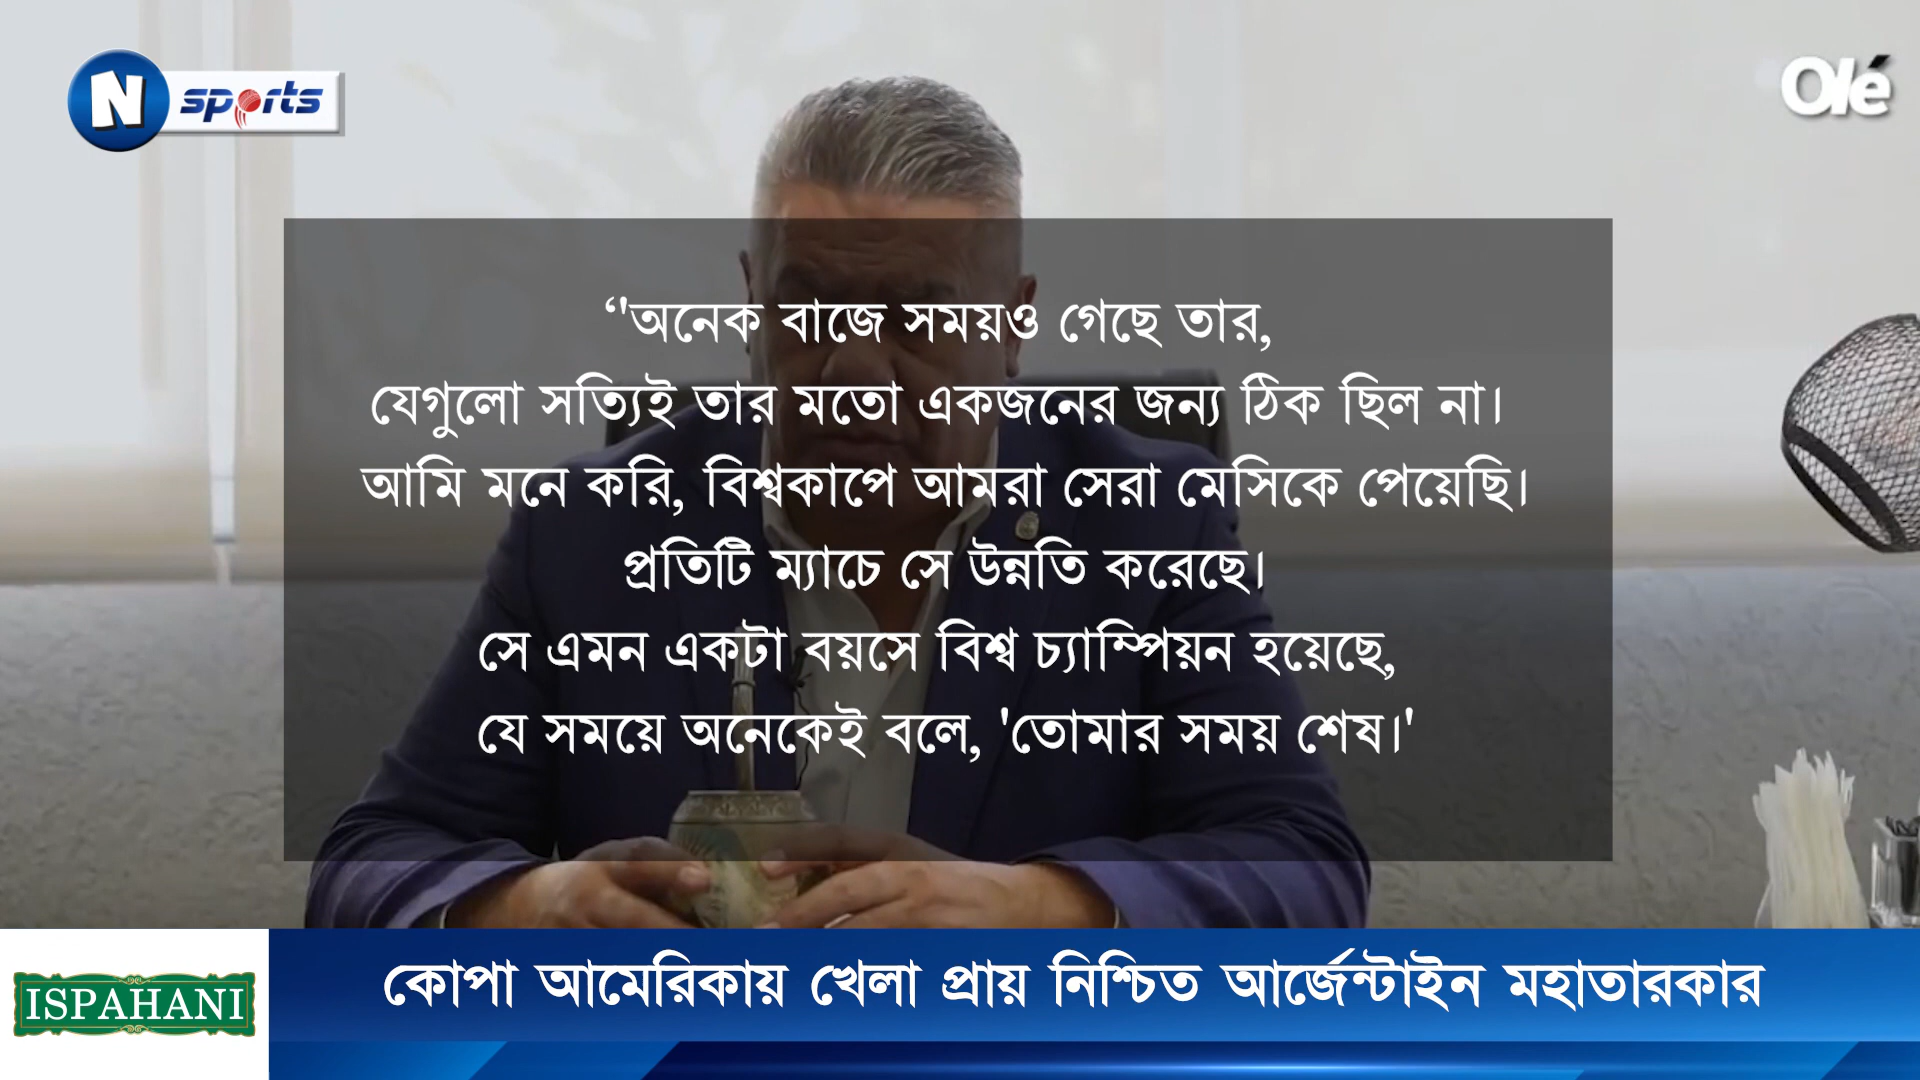 N sports
Olé
“অনেক বাজে সময়ও গেছে তার,
যেগুলো সত্যিই তার মতো একজনের জন্য ঠিক ছিল না।
আমি মনে করি, বিশ্বকাপে আমরা সেরা মেসিকে পেয়েছি।
প্রতিটি ম্যাচে সে উন্নতি করেছে।
সে এমন একটা বয়সে বিশ্ব চ্যাম্পিয়ন হয়েছে,
যে সময়ে অনেকেই বলে, 'তোমার সময় শেষ।'
ISPAHANI
কোপা আমেরিকায় খেলা প্রায় নিশ্চিত আর্জেন্টাইন মহাতারকার